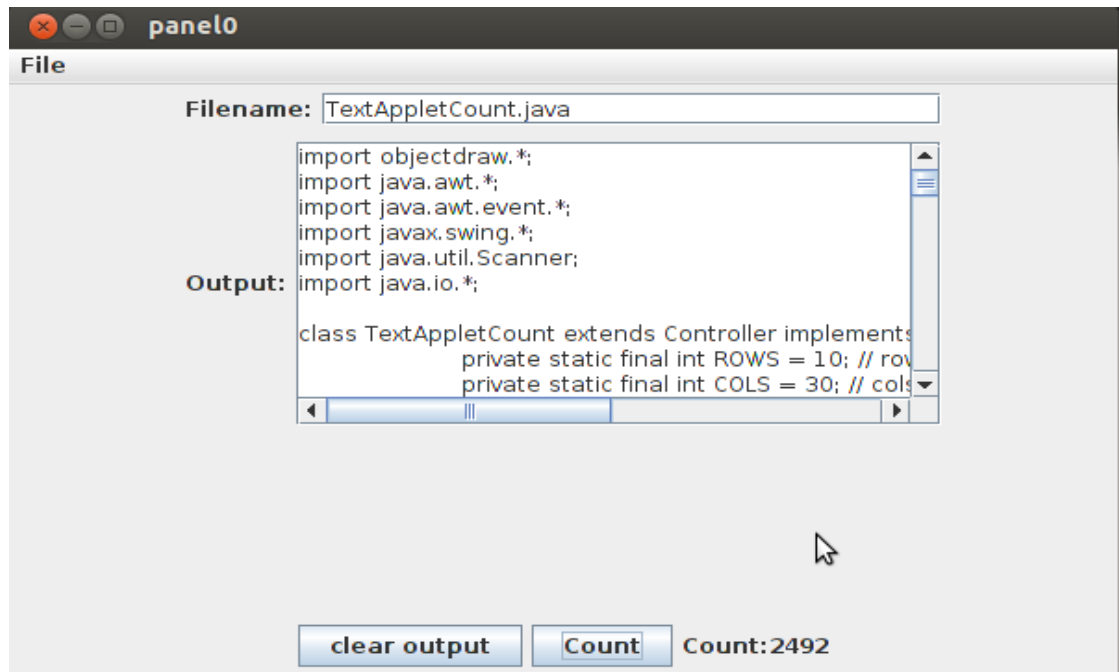 panel0
File
Filename: TextAppletCount.java
import objectdraw.*;
import java.awt.*;
import java.awt.event.*;
import javax.swing.*;
import java.util.Scanner;
Output: import java.io.*;
class TextAppletCount extends Controller implements
private static final int ROWS = 10; //
private static final int COLS = 30; // cols
clear output Count Count:2492